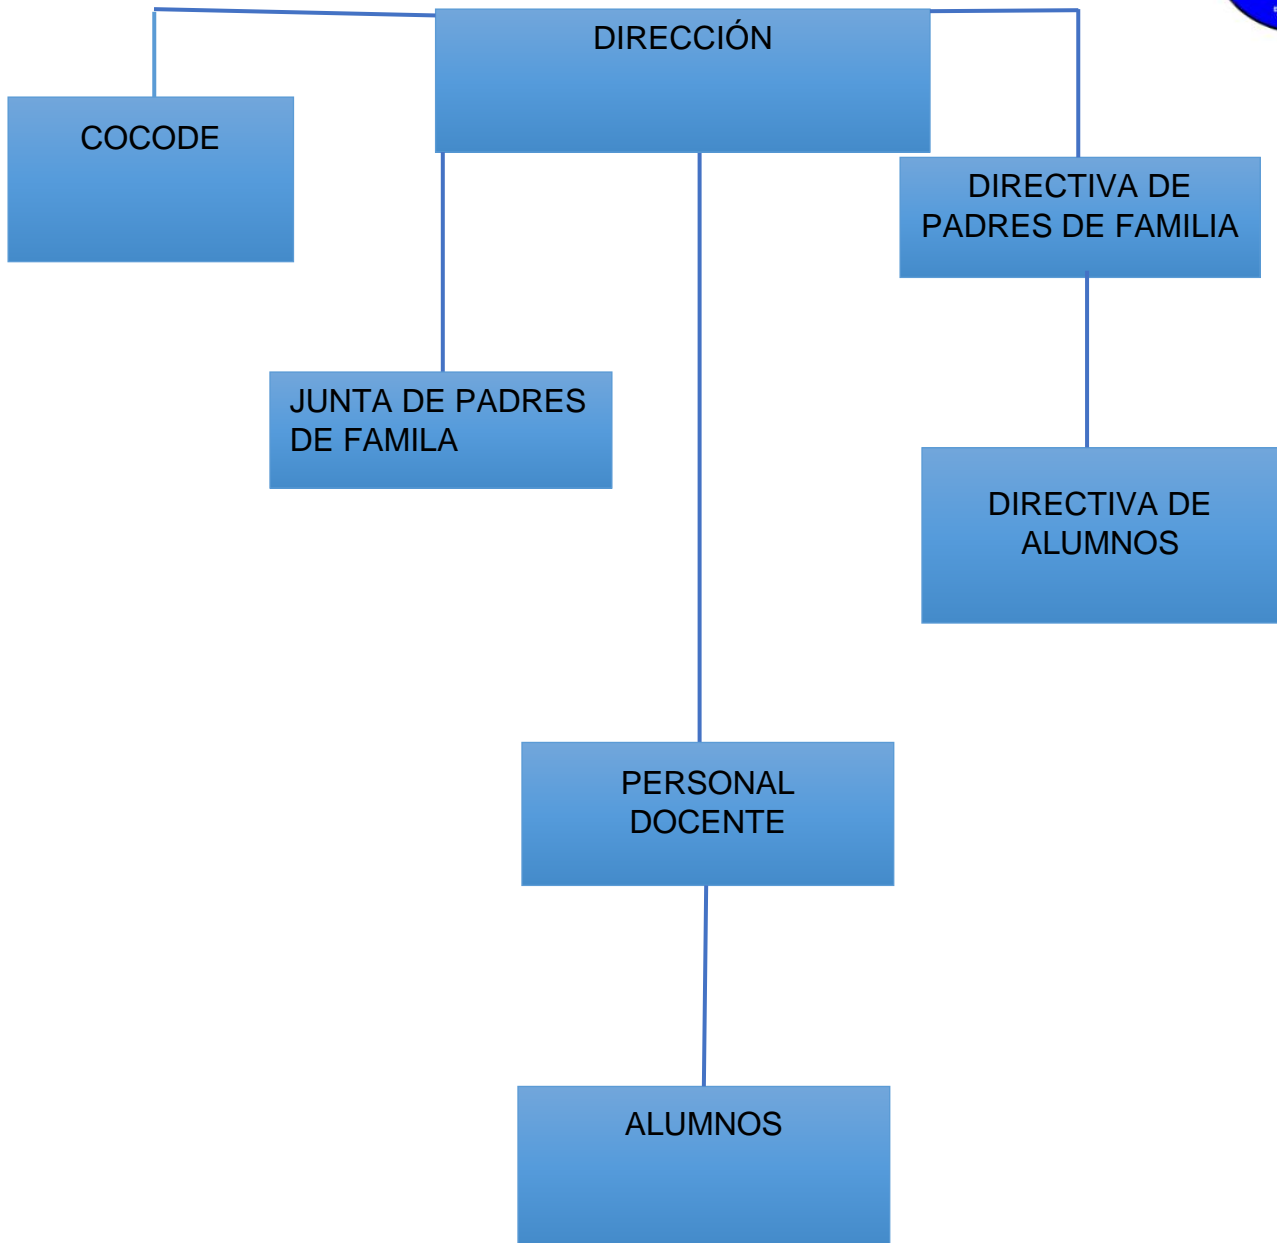 DIRECCIÓN
COCODE
DIRECTIVA DE
PADRES DE FAMILIA
JUNTA DE PADRES
DE FAMILA
DIRECTIVA DE
ALUMNOS
PERSONAL
DOCENTE
ALUMNOS